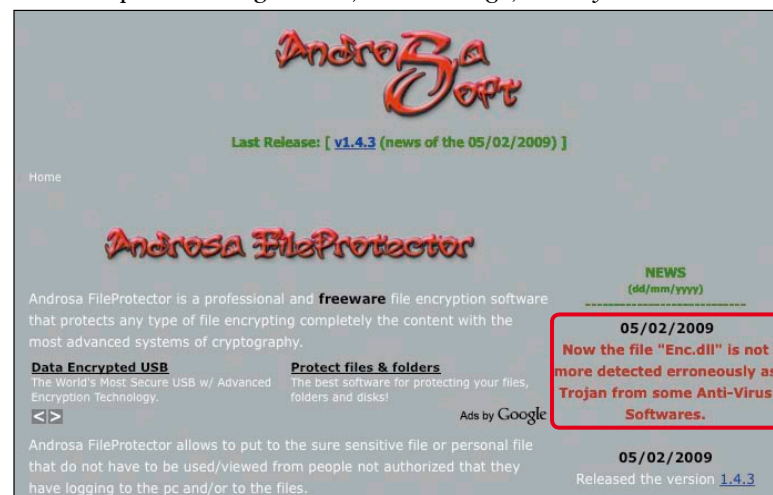 Androsa
Soft
Last Release: [ v1.4.3 (news of the 05/02/2009) ]
Home
Androsa FileProtector
Androsa FileProtector is a professional and freeware file encryption software
that protects any type of file encrypting completely the content with the
most advanced systems of cryptography.
Data Encrypted USB
The World's Most Secure USB w/ Advanced
Encryption Technology.
Protect files & folders
The best software for protecting your files,
folders and disks!
< >
Ads by Google
Androsa FileProtector allows to put to the sure sensitive file or personal file
that do not have to be used/viewed from people not authorized that they
have logging to the pc and/or to the files.
NEWS
(dd/mm/yyyy)
----------------------------
05/02/2009
Now the file "Enc.dll" is not
more detected erroneously as
Trojan from some Anti-Virus
Softwares.
05/02/2009
Released the version 1.4.3